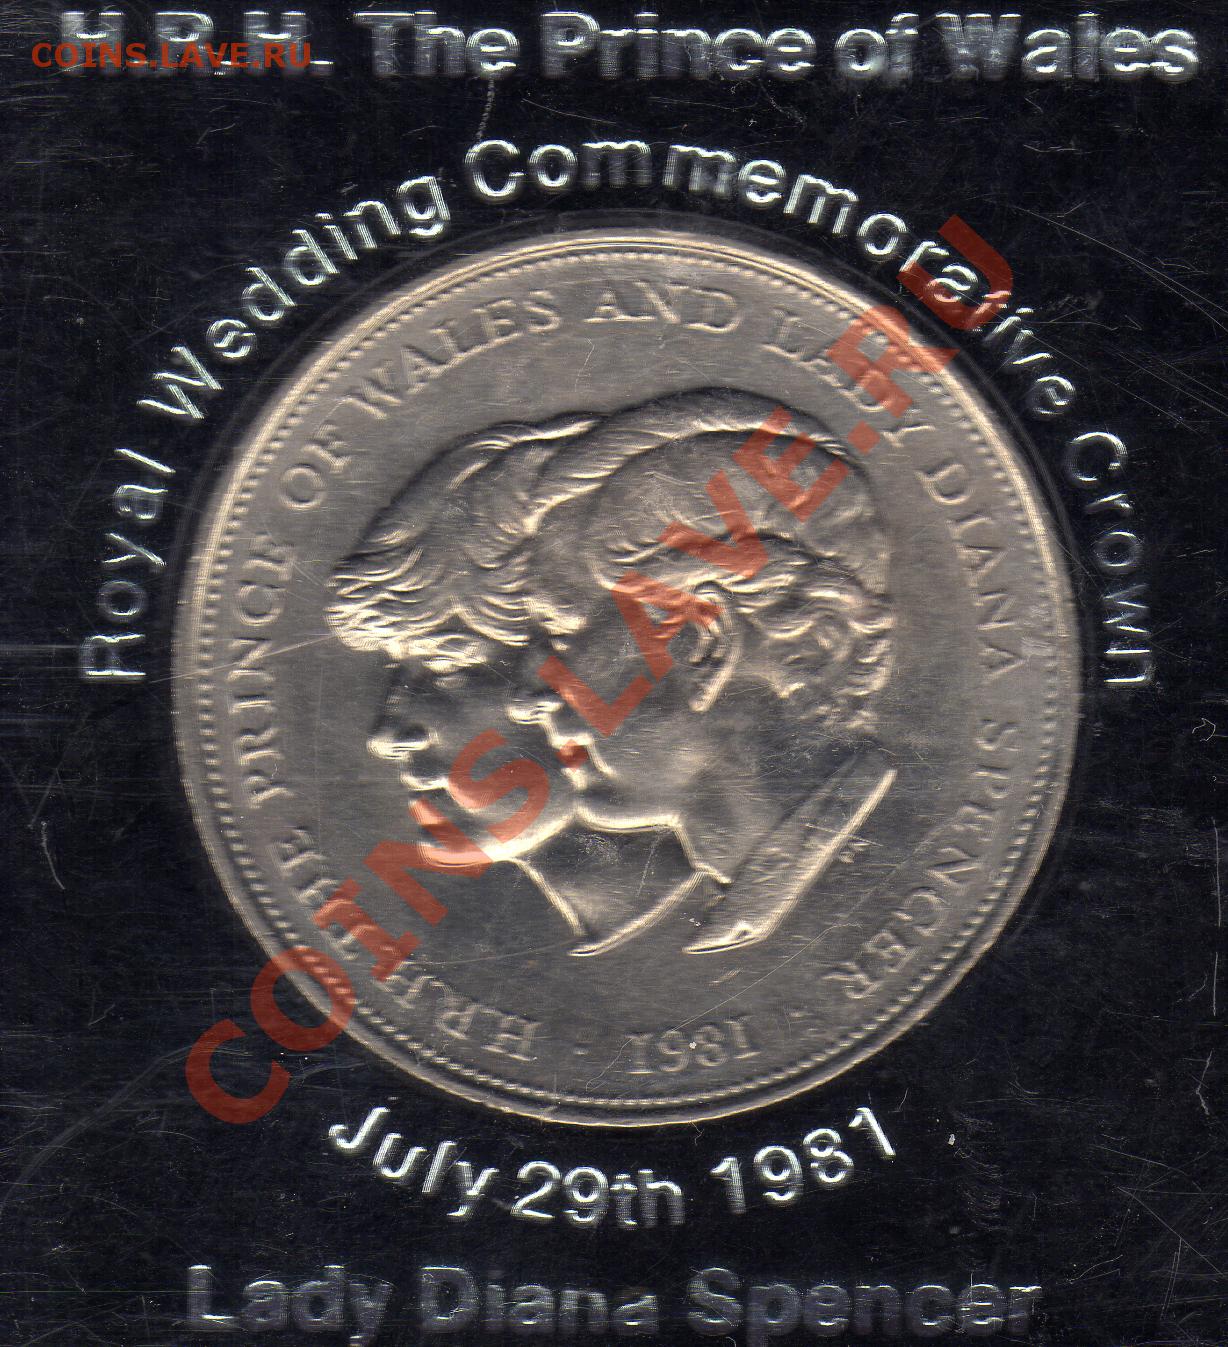 H.R.H. The Prince of Wales
COINS.LAVE.RU
Royal Wedding Commemorative Crown
H.R.H. THE PRINCE OF WALES AND LADY DIANA SPENCER
· 1981 ·
COINS.LAVE.RU
July 29th 1981
Lady Diana Spencer